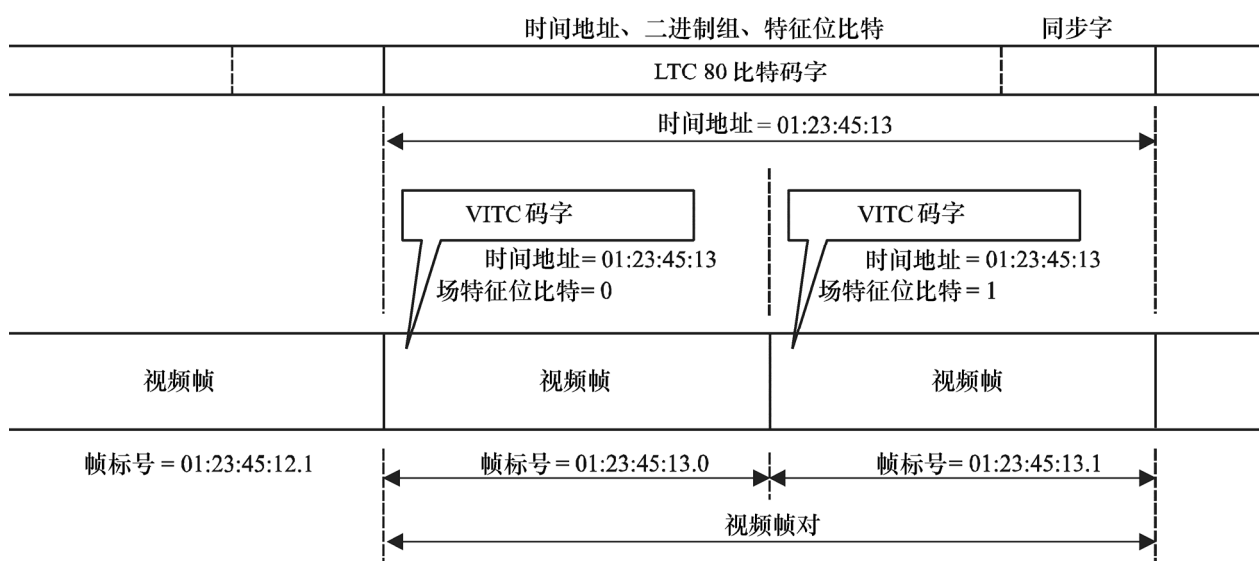 时间地址、二进制组、特征位比特 同步字
LTC 80 比特码字
时间地址 = 01:23:45:13
VITC 码字 VITC 码字
时间地址= 01:23:45:13 时间地址 = 01:23:45:13
场特征位比特= 0 场特征位比特 = 1
视频帧 视频帧 视频帧
帧标号 = 01:23:45:12.1 帧标号 = 01:23:45:13.0 帧标号= 01:23:45:13.1
视频帧对